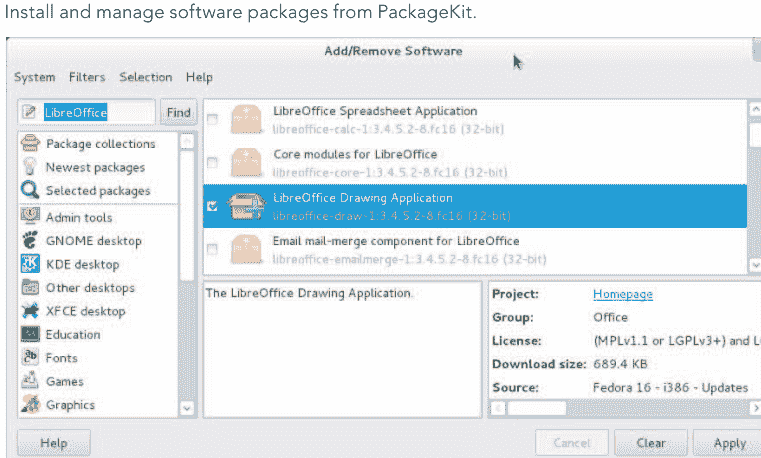 Install and manage software packages from PackageKit.
Add/Remove Software
System Filters Selection Help
LibreOffice Find
Package collections
Newest packages
Selected packages
Admin tools
GNOME desktop
KDE desktop
Other desktops
XFCE desktop
Education
Fonts
Games
Graphics
LibreOffice Spreadsheet Application
libreoffice-calc-1:3.4.5.2-8.fc16 (32-bit)
Core modules for LibreOffice
libreoffice-core-1:3.4.5.2-8.fc16 (32-bit)
LibreOffice Drawing Application
libreoffice-draw-1:3.4.5.2-8.fc16 (32-bit)
Email mail-merge component for LibreOffice
libreoffice-emailmerge-1:3.4.5.2-8.fc16 (32-bit)
The LibreOffice Drawing Application.
Project: Homepage
Group: Office
License: (MPLv1.1 or LGPLv3+) and L
Download size: 689.4 KB
Source: Fedora 16 - i386 - Updates
Help Cancel Clear Apply